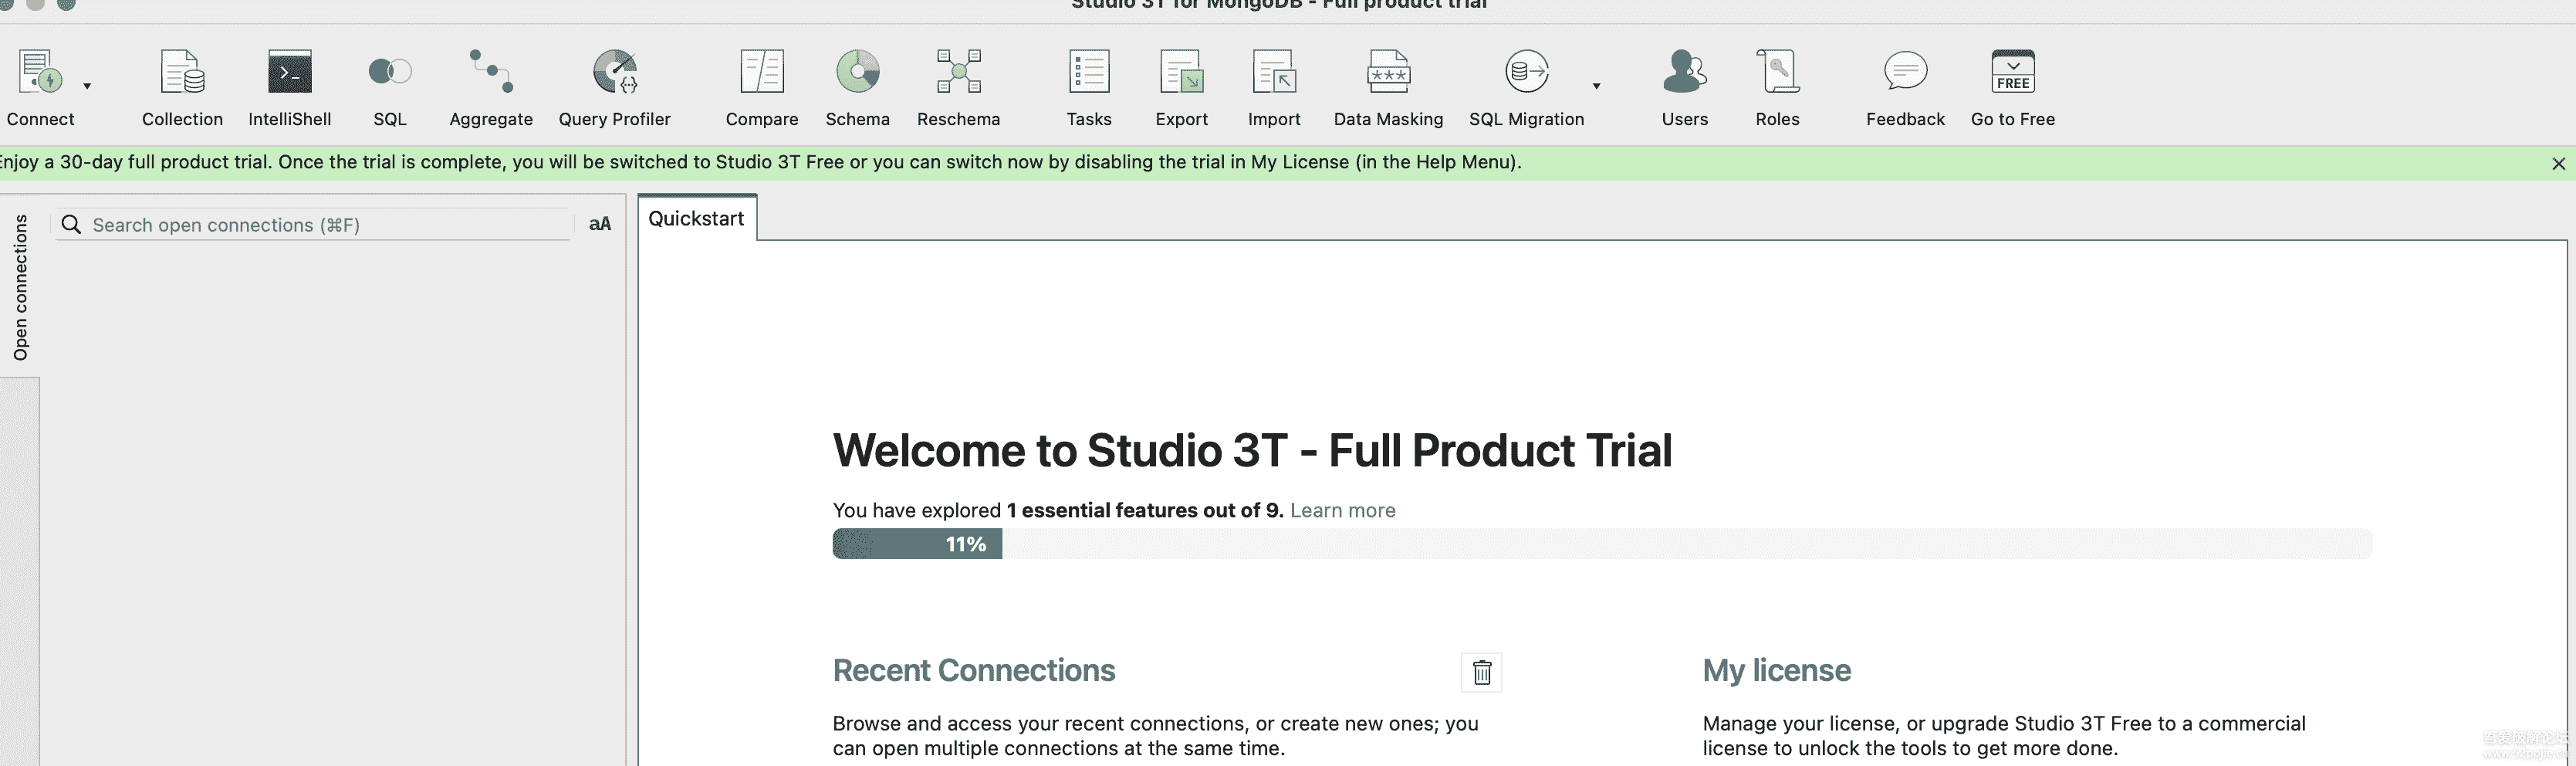 Studio 3T for MongoDB - Full product trial
Connect Collection IntelliShell SQL Aggregate Query Profiler Compare Schema Reschema Tasks Export Import Data Masking SQL Migration Users Roles Feedback Go to Free
FREE
Enjoy a 30-day full product trial. Once the trial is complete, you will be switched to Studio 3T Free or you can switch now by disabling the trial in My License (in the Help Menu).
Open connections
Search open connections (⌘F)
aA
Quickstart
Welcome to Studio 3T - Full Product Trial
You have explored 1 essential features out of 9. Learn more
11%
Recent Connections
Browse and access your recent connections, or create new ones; you
can open multiple connections at the same time.
My license
Manage your license, or upgrade Studio 3T Free to a commercial
license to unlock the tools to get more done.
吾爱破解论坛